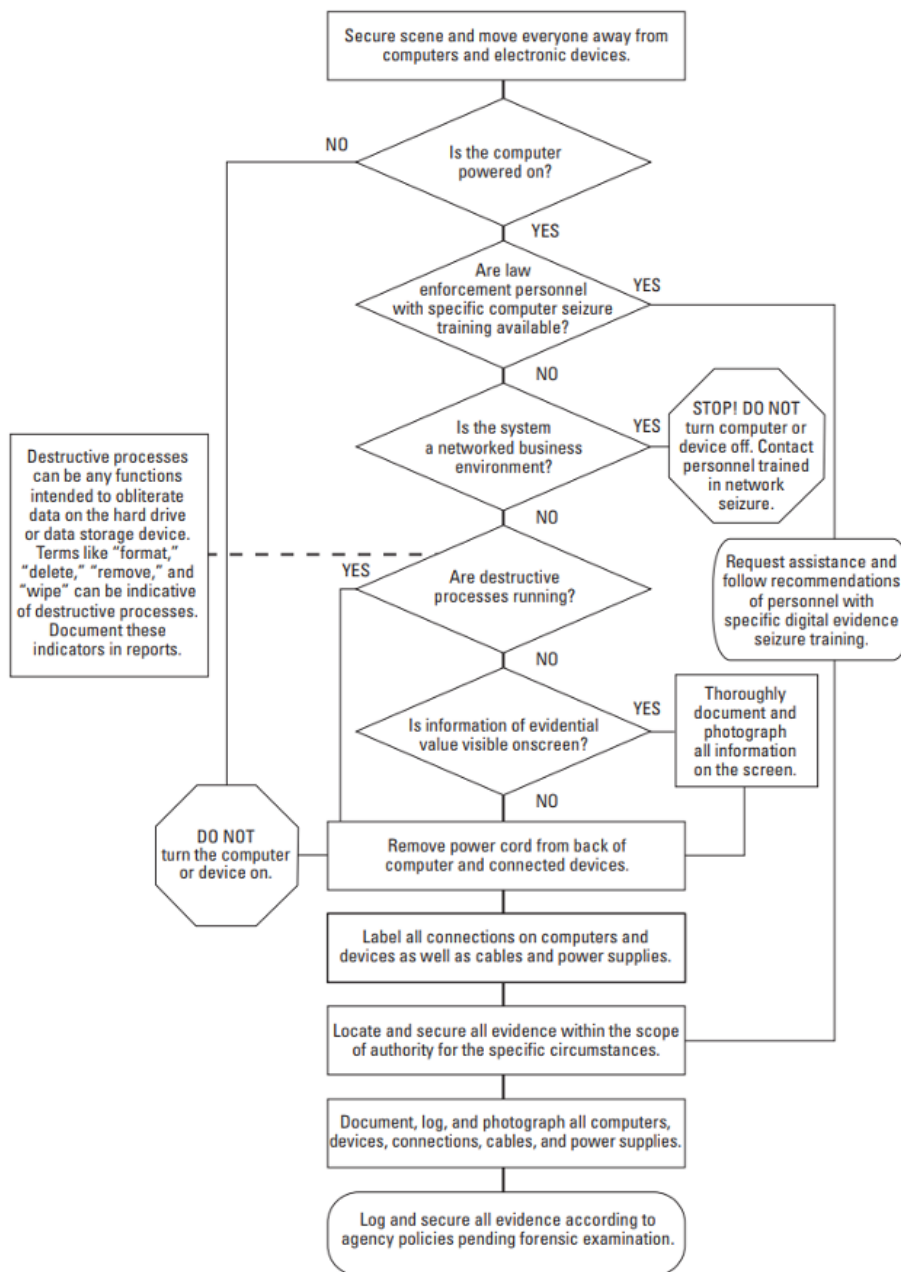 Secure scene and move everyone away from
computers and electronic devices.
NO
Is the computer
powered on?
YES
Are law
enforcement personnel
with specific computer seizure
training available?
YES
NO
Is the system
a networked business
environment?
YES
STOP! DO NOT
turn computer or
device off. Contact
personnel trained
in network
seizure.
NO
Destructive processes
can be any functions
intended to obliterate
data on the hard drive
or data storage device.
Terms like “format,”
“delete,” “remove,” and
“wipe” can be indicative
of destructive processes.
Document these
indicators in reports.
YES
Are destructive
processes running?
Request assistance and
follow recommendations
of personnel with
specific digital evidence
seizure training.
NO
Is information of evidential
value visible onscreen?
YES
Thoroughly
document and
photograph
all information
on the screen.
NO
DO NOT
turn the computer
or device on.
Remove power cord from back of
computer and connected devices.
Label all connections on computers and
devices as well as cables and power supplies.
Locate and secure all evidence within the scope
of authority for the specific circumstances.
Document, log, and photograph all computers,
devices, connections, cables, and power supplies.
Log and secure all evidence according to
agency policies pending forensic examination.